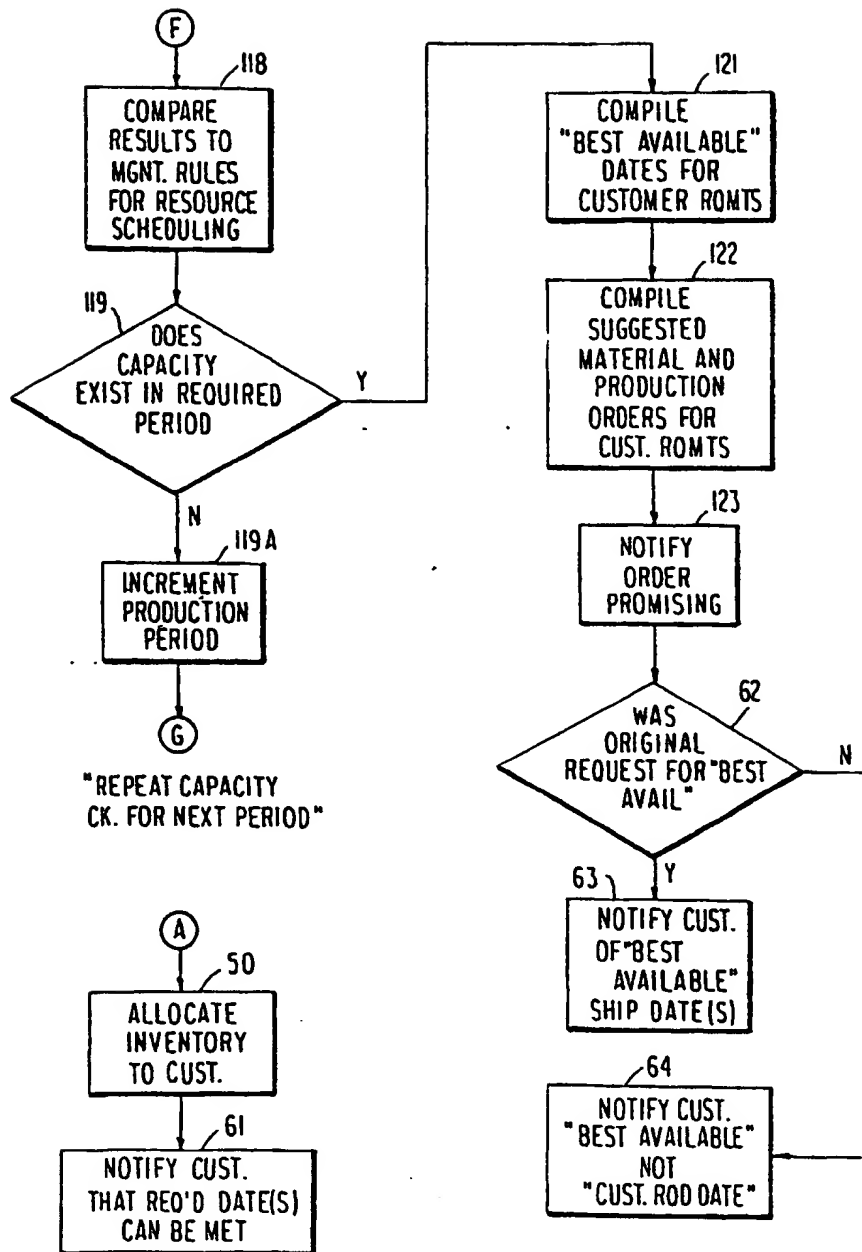 F
118
COMPARE
RESULTS TO
MGNT. RULES
FOR RESOURCE
SCHEDULING
119
DOES
CAPACITY
EXIST IN REQUIRED
PERIOD
Y
N
119A
INCREMENT
PRODUCTION
PERIOD
G
"REPEAT CAPACITY
CK. FOR NEXT PERIOD"
A
50
ALLOCATE
INVENTORY
TO CUST.
61
NOTIFY CUST.
THAT REQ'D DATE(S)
CAN BE MET
121
COMPILE
"BEST AVAILABLE"
DATES FOR
CUSTOMER RQMTS
122
COMPILE
SUGGESTED
MATERIAL AND
PRODUCTION
ORDERS FOR
CUST. RQMTS
123
NOTIFY
ORDER
PROMISING
62
WAS
ORIGINAL
REQUEST FOR "BEST
AVAIL"
N
Y
63
NOTIFY CUST.
OF "BEST
AVAILABLE"
SHIP DATE(S)
64
NOTIFY CUST.
"BEST AVAILABLE"
NOT
"CUST. RQD DATE"